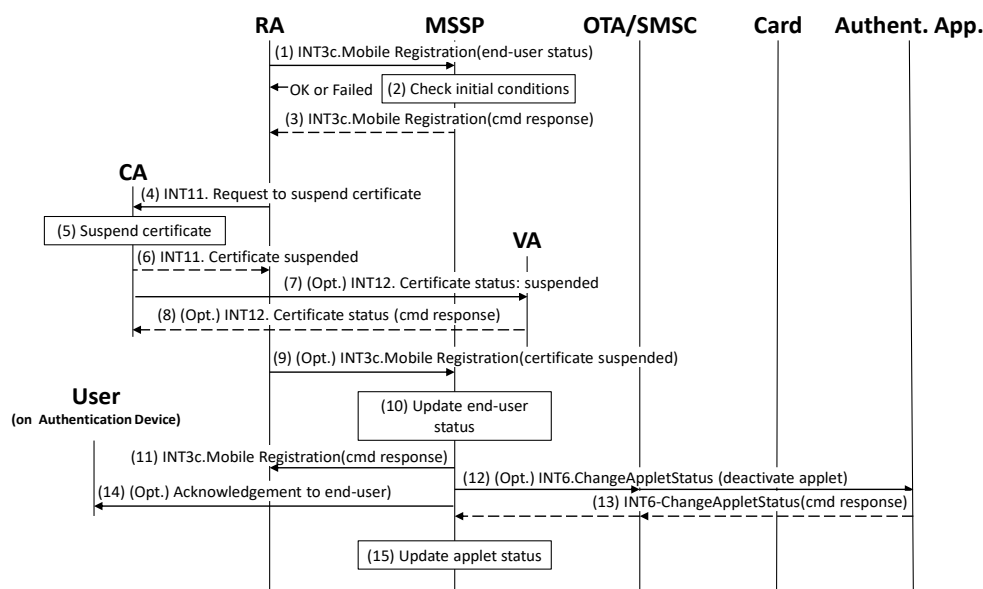 RA MSSP OTA/SMSC Card Authent. App.
(1) INT3c.Mobile Registration(end-user status)
OK or Failed
(2) Check initial conditions
(3) INT3c.Mobile Registration(cmd response)
CA
(4) INT11. Request to suspend certificate
(5) Suspend certificate
VA
(6) INT11. Certificate suspended
(7) (Opt.) INT12. Certificate status: suspended
(8) (Opt.) INT12. Certificate status (cmd response)
(9) (Opt.) INT3c.Mobile Registration(certificate suspended)
User
(on Authentication Device)
(10) Update end-user
status
(11) INT3c.Mobile Registration(cmd response)
(12) (Opt.) INT6.ChangeAppletStatus (deactivate applet)
(14) (Opt.) Acknowledgement to end-user)
(13) INT6-ChangeAppletStatus(cmd response)
(15) Update applet status